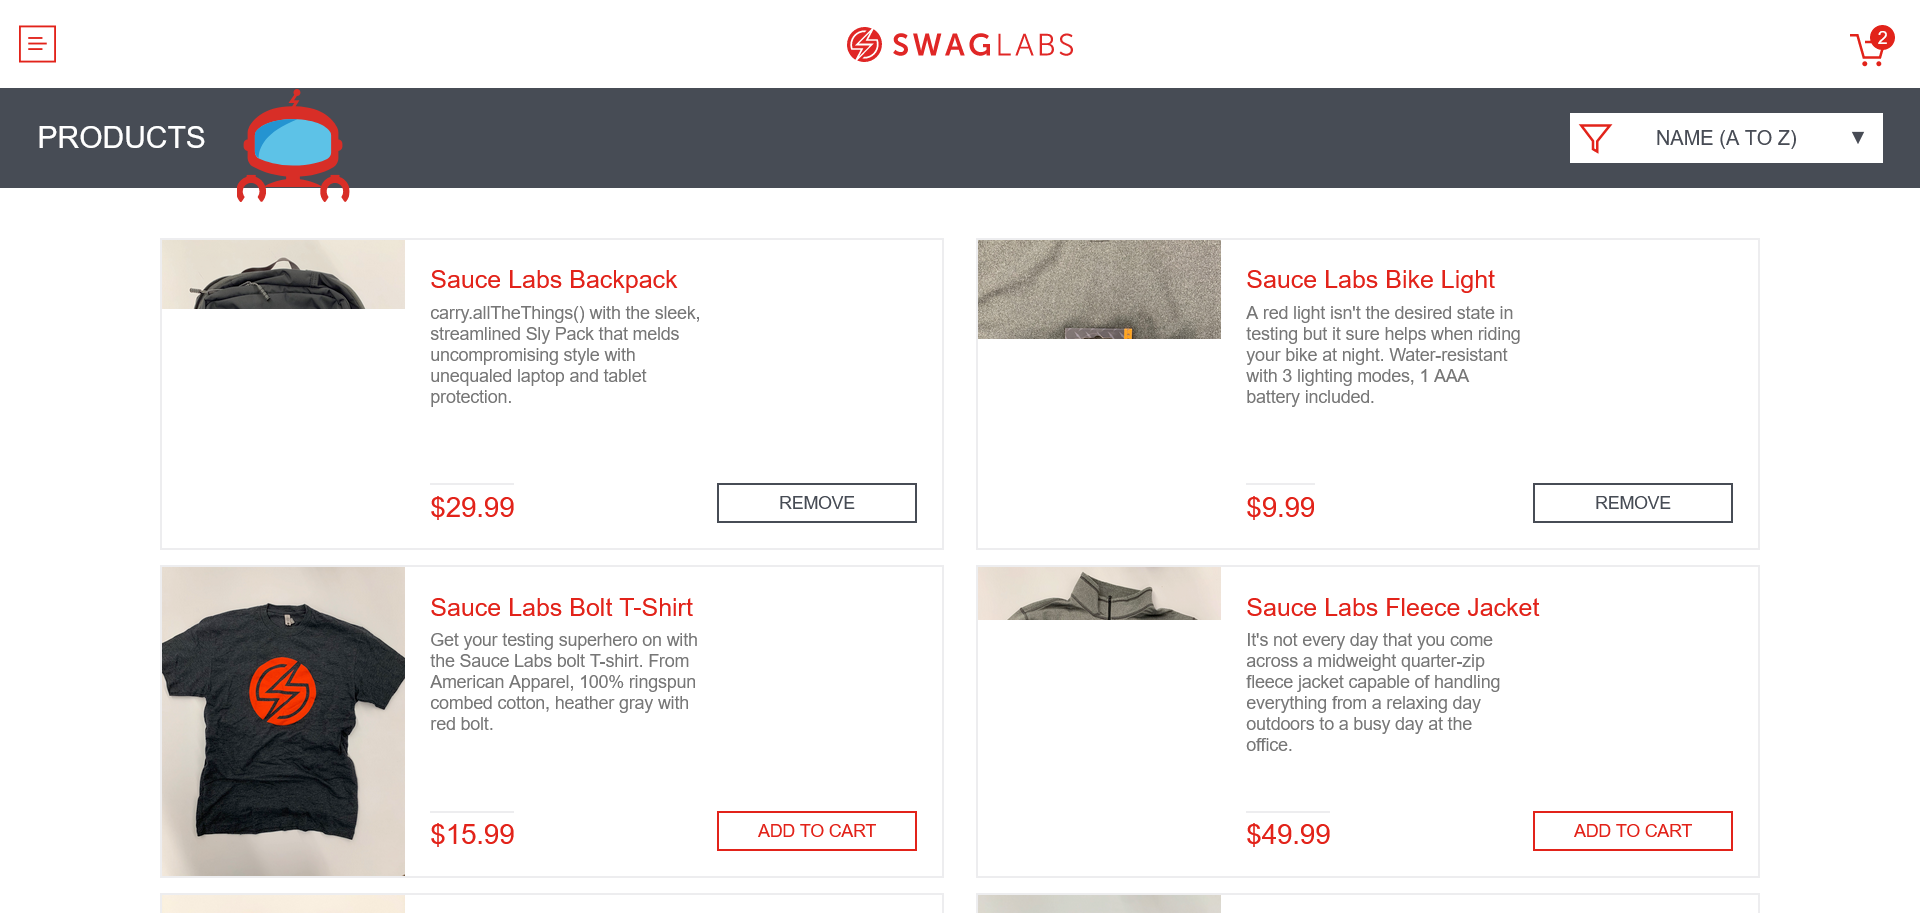 SWAGLABS
2
PRODUCTS
NAME (A TO Z)
Sauce Labs Backpack
carry.allTheThings() with the sleek,
streamlined Sly Pack that melds
uncompromising style with
unequaled laptop and tablet
protection.
$29.99
REMOVE
Sauce Labs Bike Light
A red light isn't the desired state in
testing but it sure helps when riding
your bike at night. Water-resistant
with 3 lighting modes, 1 AAA
battery included.
$9.99
REMOVE
Sauce Labs Bolt T-Shirt
Get your testing superhero on with
the Sauce Labs bolt T-shirt. From
American Apparel, 100% ringspun
combed cotton, heather gray with
red bolt.
$15.99
ADD TO CART
Sauce Labs Fleece Jacket
It's not every day that you come
across a midweight quarter-zip
fleece jacket capable of handling
everything from a relaxing day
outdoors to a busy day at the
office.
$49.99
ADD TO CART